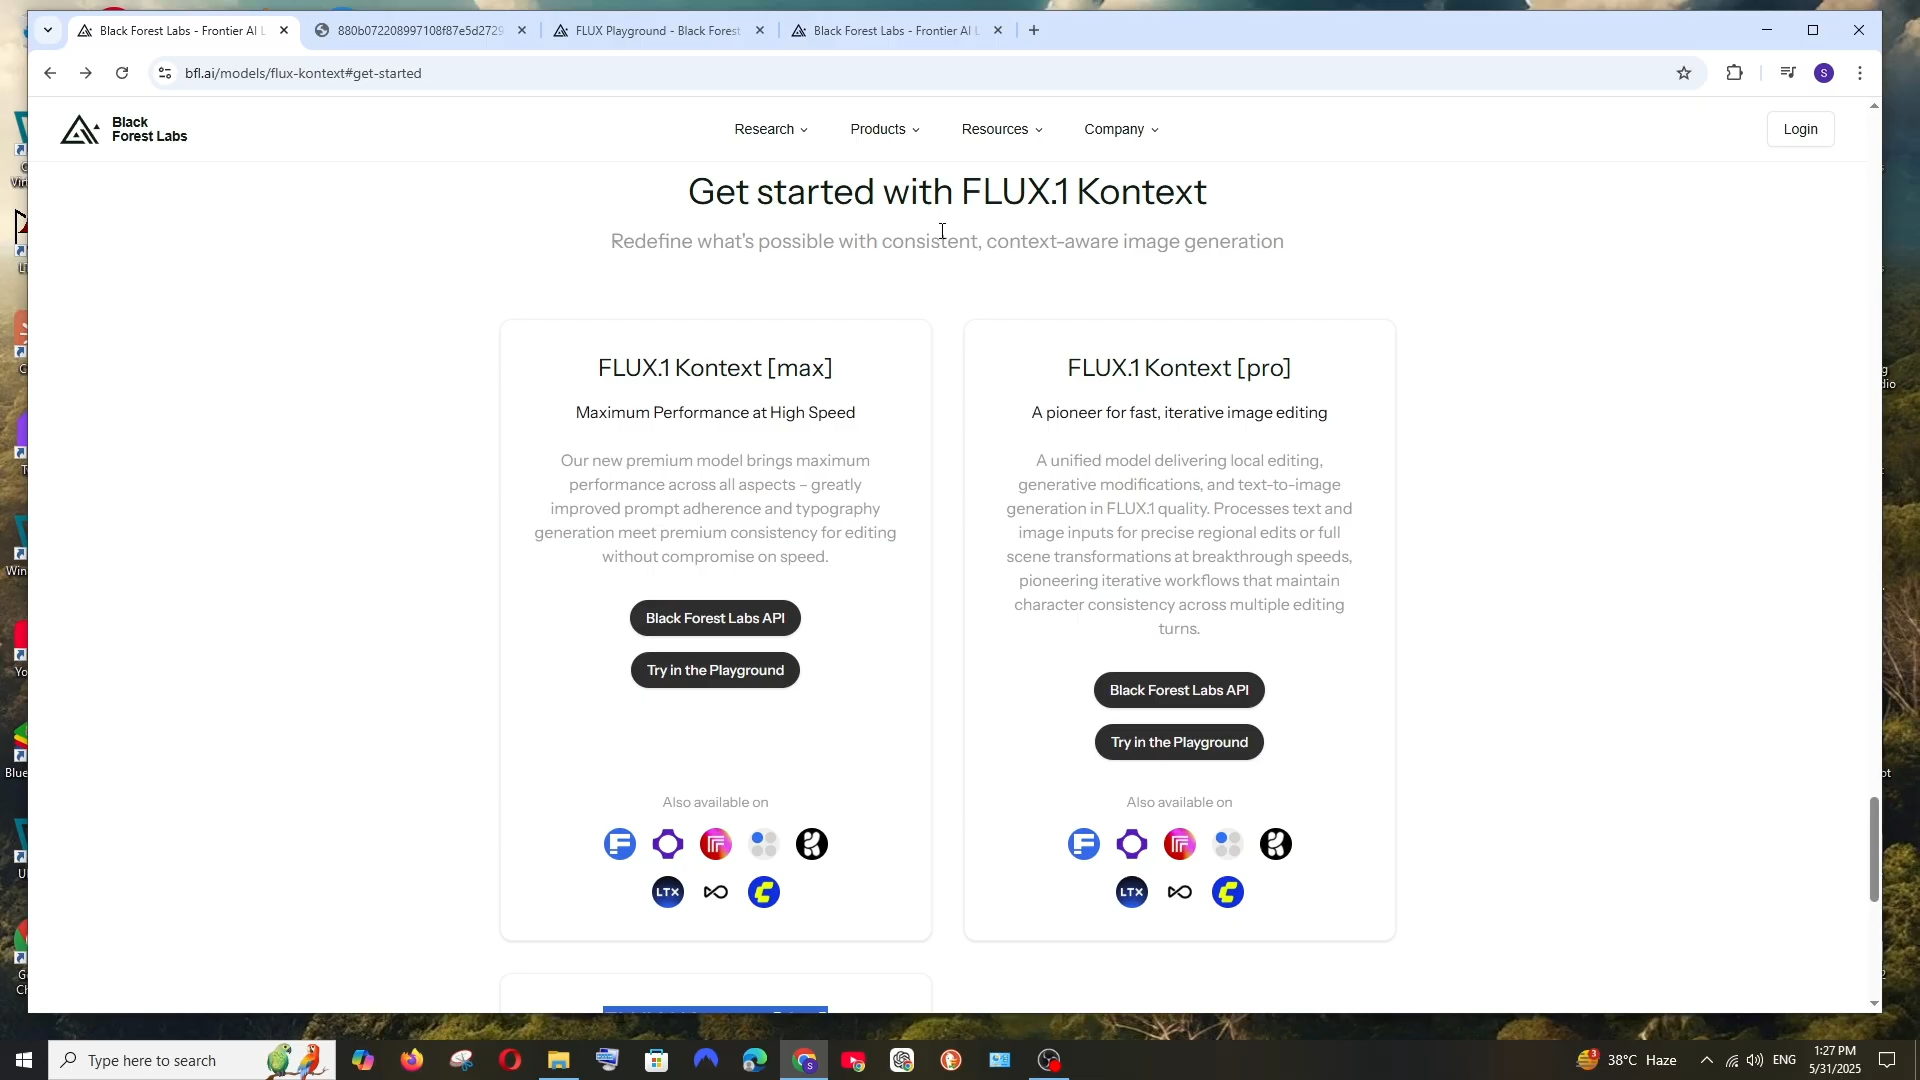 Black Forest Labs - Frontier AI L
880b072208997108f87e5d2729
FLUX Playground - Black Forest
Black Forest Labs - Frontier AI L
bfl.ai/models/flux-kontext#get-started
S
Black
Forest Labs
Research
Products
Resources
Company
Login
Get started with FLUX.1 Kontext
Redefine what's possible with consistent, context-aware image generation
FLUX.1 Kontext [max]
Maximum Performance at High Speed
Our new premium model brings maximum
performance across all aspects – greatly
improved prompt adherence and typography
generation meet premium consistency for editing
without compromise on speed.
Black Forest Labs API
Try in the Playground
Also available on
LTX
FLUX.1 Kontext [pro]
A pioneer for fast, iterative image editing
A unified model delivering local editing,
generative modifications, and text-to-image
generation in FLUX.1 quality. Processes text and
image inputs for precise regional edits or full
scene transformations at breakthrough speeds,
pioneering iterative workflows that maintain
character consistency across multiple editing
turns.
Black Forest Labs API
Try in the Playground
Also available on
LTX
Type here to search
3
38°C Haze
ENG
1:27 PM
5/31/2025